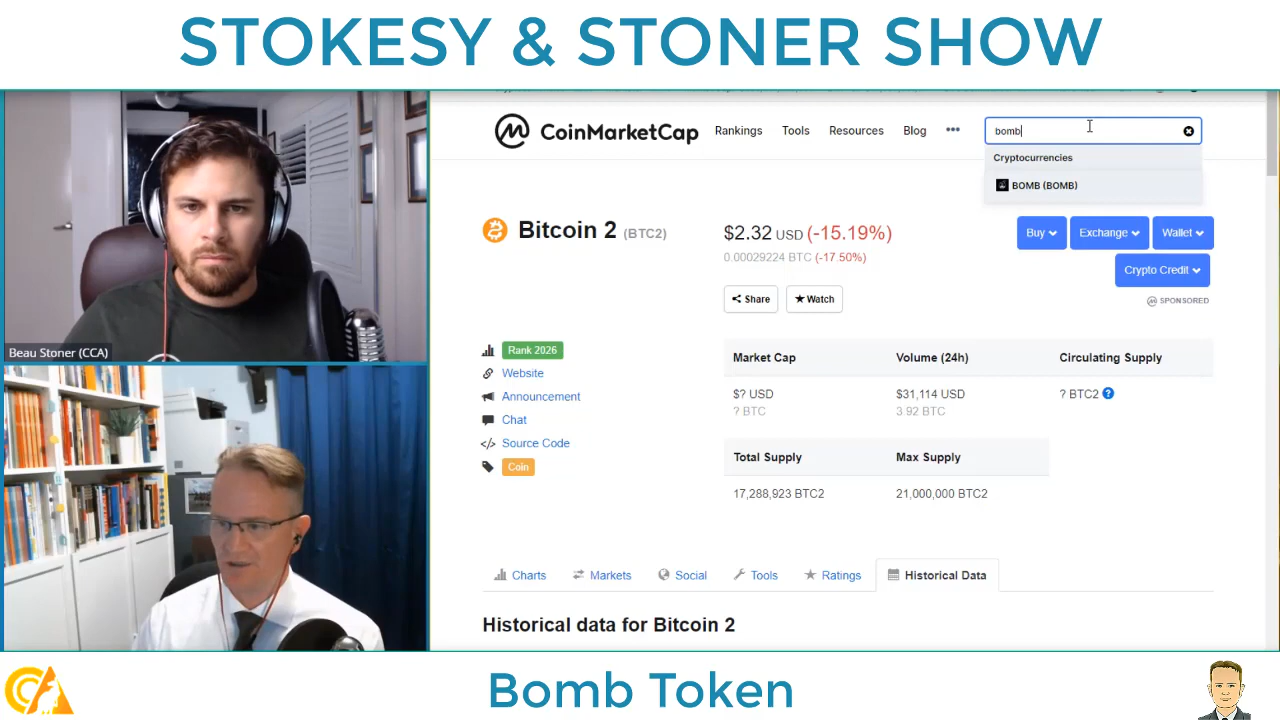 STOKESY & STONER SHOW
Beau Stoner (CCA)
CoinMarketCap
Rankings
Tools
Resources
Blog
•••
bomb
Cryptocurrencies
BOMB (BOMB)
Bitcoin 2 (BTC2)
$2.32 USD (-15.19%)
0.00029224 BTC (-17.50%)
Buy
Exchange
Wallet
Crypto Credit
SPONSORED
Share
Watch
Rank 2026
Website
Announcement
Chat
Source Code
Coin
Market Cap
Volume (24h)
Circulating Supply
$? USD
$31,114 USD
? BTC2 ?
? BTC
3.92 BTC
Total Supply
Max Supply
17,288,923 BTC2
21,000,000 BTC2
Charts
Markets
Social
Tools
Ratings
Historical Data
Historical data for Bitcoin 2
Bomb Token